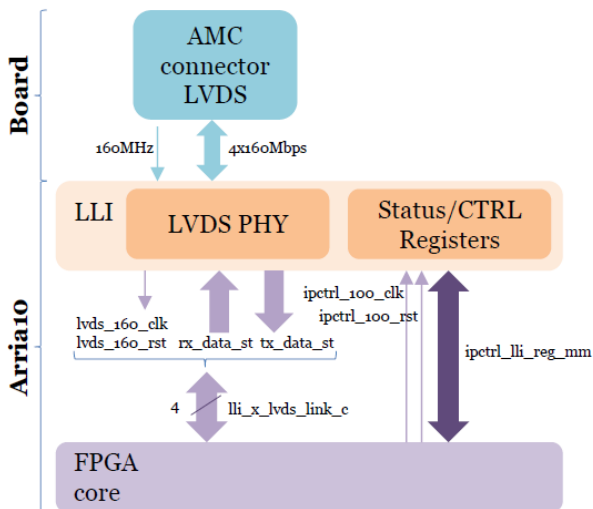 Board
AMC
connector
LVDS
160MHz
4x160Mbps
Arria10
LLI
LVDS PHY
Status/CTRL
Registers
lvds_160_clk
lvds_160_rst
rx_data_st
tx_data_st
ipctrl_100_clk
ipctrl_100_rst
ipctrl_lli_reg_mm
4
lli_x_lvds_link_c
FPGA
core